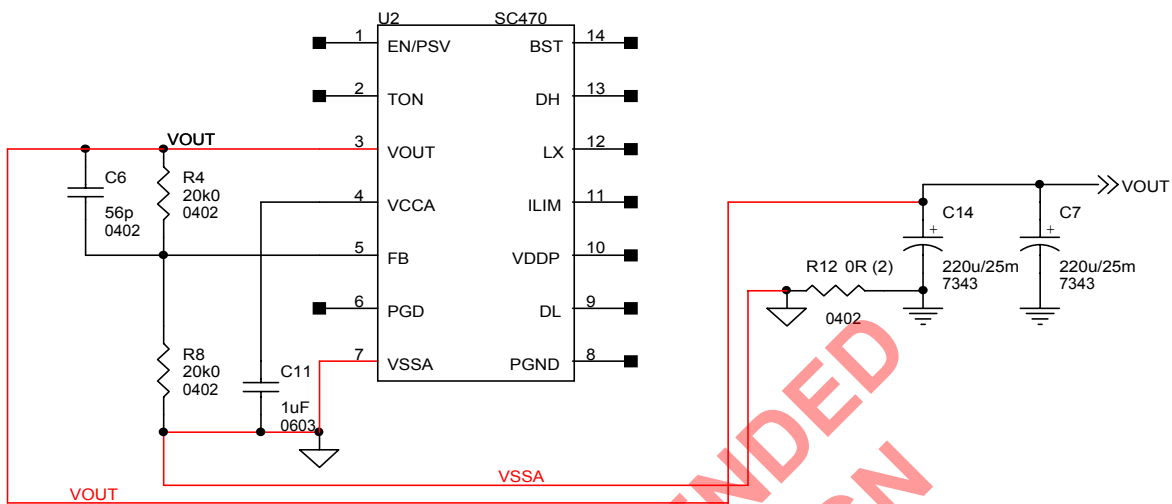 U2 SC470
1 EN/PSV BST 14
2 TON DH 13
VOUT 3 VOUT LX 12
C6 56p 0402
R4 20k0 0402
4 VCCA ILIM 11
5 FB VDDP 10
6 PGD DL 9
7 VSSA PGND 8
R8 20k0 0402
C11 1uF 0603
VOUT
C14 220u/25m 7343
C7 220u/25m 7343
R12 0R (2)
0402
VSSA
VOUT